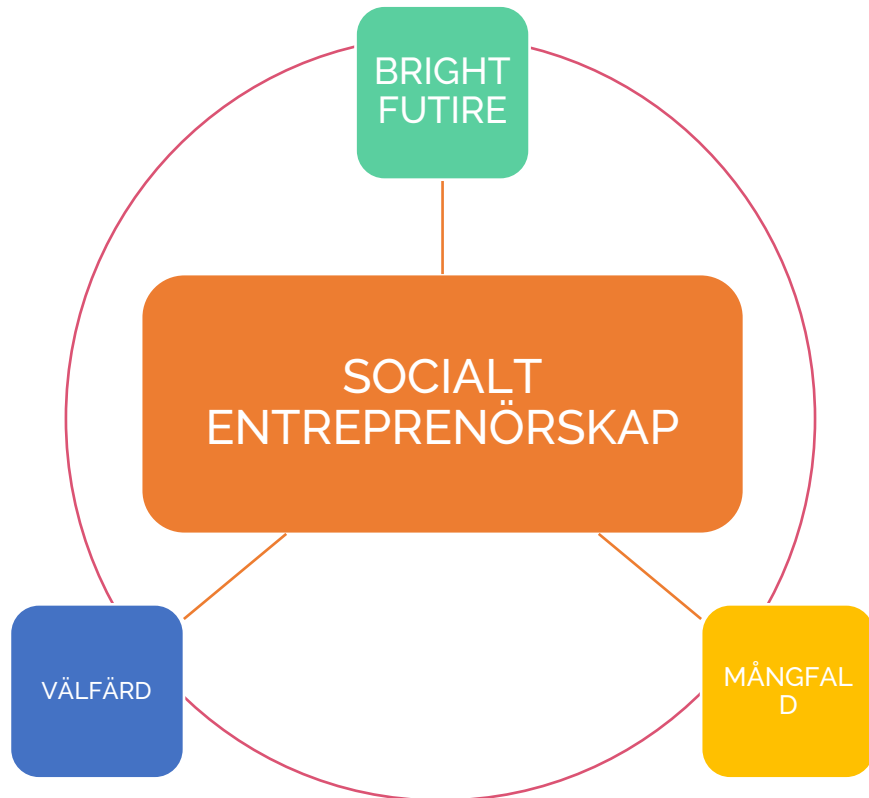 BRIGHT
FUTIRE
SOCIALT
ENTREPRENÖRSKAP
VÄLFÄRD
MÅNGFAL
D